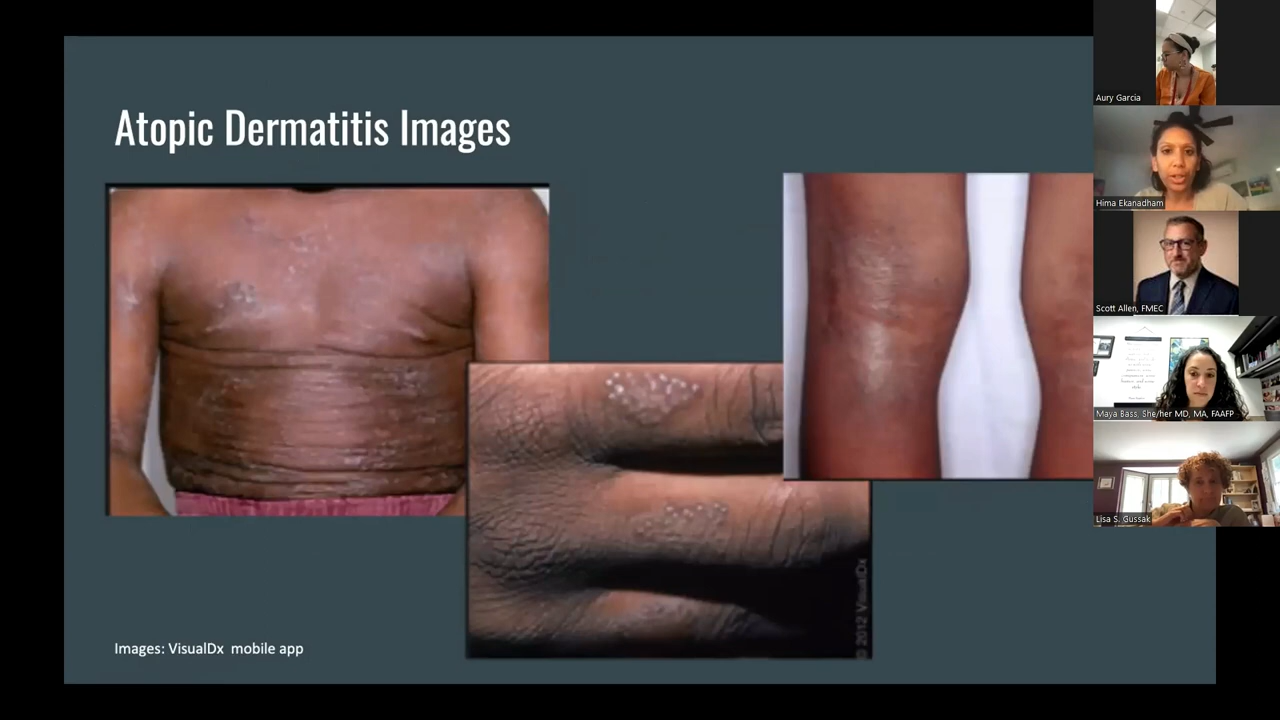 Atopic Dermatitis Images
Images: VisualDx mobile app
© 2012 VisualDx
Aury Garcia
Hima Ekanadham
Scott Allen, FMEC
Maya Bass, She/her MD, MA, FAAFP
Lisa S. Gussak